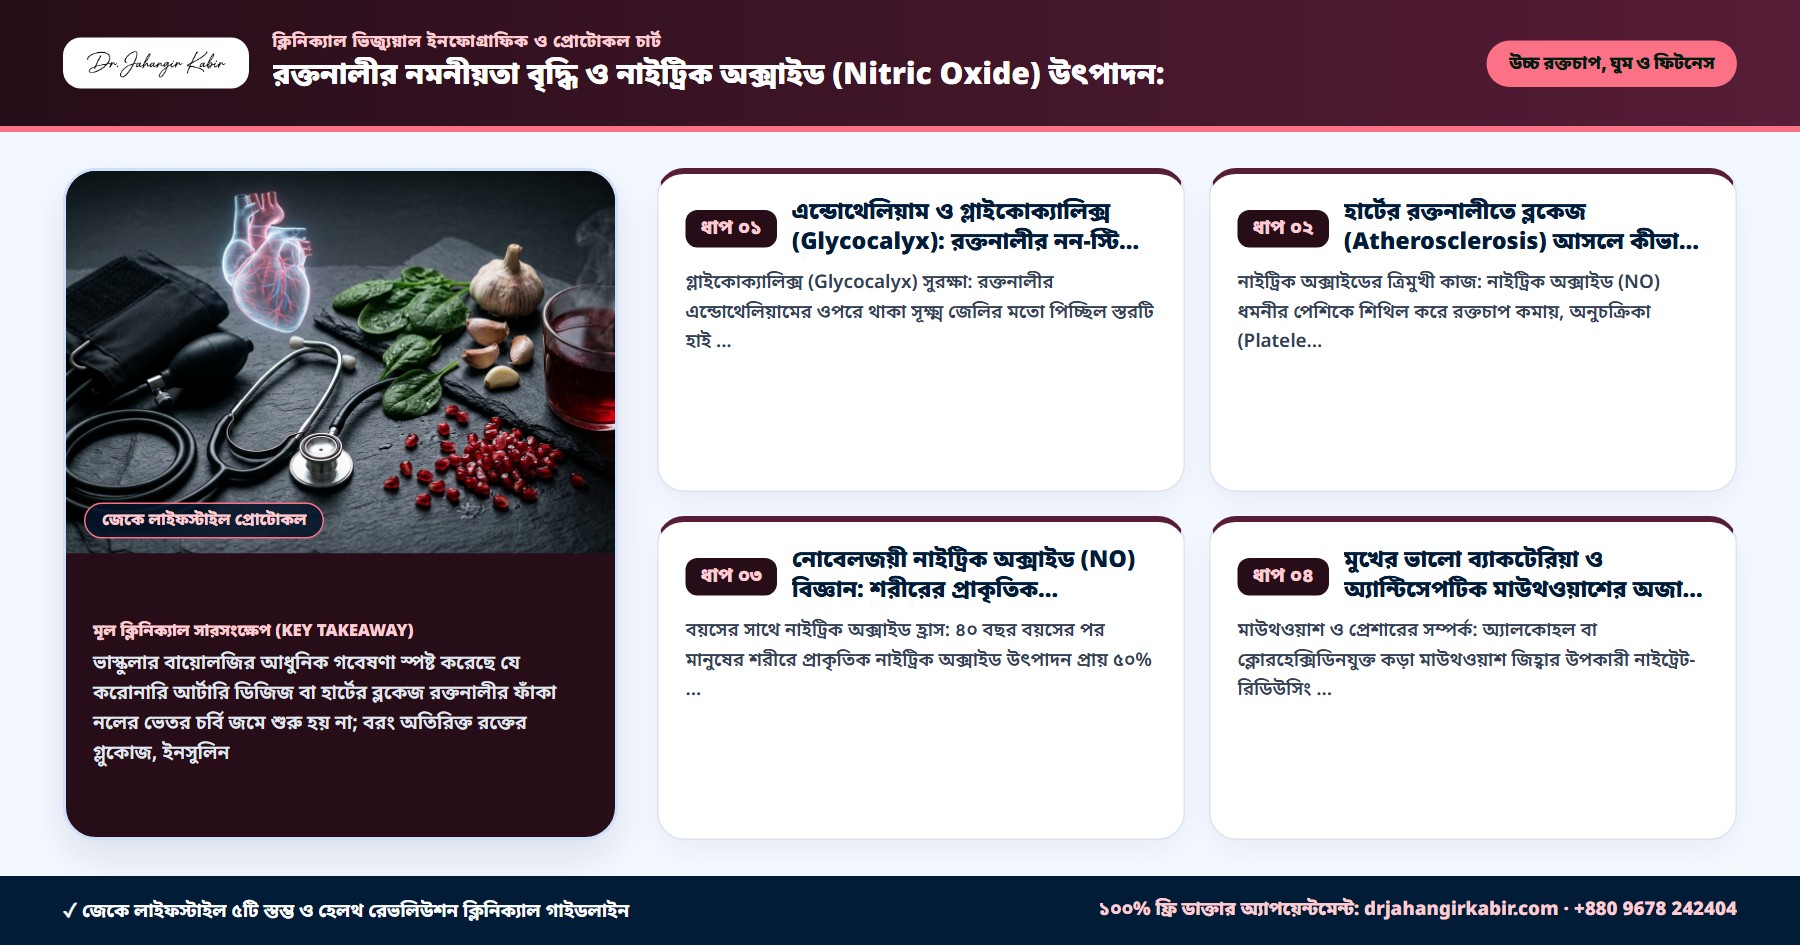 Dr. Jahangir Kabir
ক্লিনিক্যাল ভিজ্যুয়াল ইনফোগ্রাফিক ও প্রোটোকল চার্ট
রক্তনালীর নমনীয়তা বৃদ্ধি ও নাইট্রিক অক্সাইড (Nitric Oxide) উৎপাদন:
উচ্চ রক্তচাপ, ঘুম ও ফিটনেস
জেকে লাইফস্টাইল প্রোটোকল
মূল ক্লিনিক্যাল সারসংক্ষেপ (KEY TAKEAWAY)
ভাস্কুলার বায়োলজির আধুনিক গবেষণা স্পষ্ট করেছে যে
করোনারি আর্টারি ডিজিজ বা হার্টের ব্লকেজ রক্তনালীর ফাঁকা
নলের ভেতর চর্বি জমে শুরু হয় না; বরং অতিরিক্ত রক্তের
গ্লুকোজ, ইনসুলিন
ধাপ ০১
এন্ডোথেলিয়াম ও গ্লাইকোক্যালিক্স
(Glycocalyx): রক্তনালীর নন-স্টি...
গ্লাইকোক্যালিক্স (Glycocalyx) সুরক্ষা: রক্তনালীর
এন্ডোথেলিয়ামের ওপরে থাকা সূক্ষ্ম জেলির মতো পিচ্ছিল স্তরটি
হাই ...
ধাপ ০২
হার্টের রক্তনালীতে ব্লকেজ
(Atherosclerosis) আসলে কীভা...
নাইট্রিক অক্সাইডের ত্রিমুখী কাজ: নাইট্রিক অক্সাইড (NO)
ধমনীর পেশিকে শিথিল করে রক্তচাপ কমায়, অনুচক্রিকা
(Platele...
ধাপ ০৩
নোবেলজয়ী নাইট্রিক অক্সাইড (NO)
বিজ্ঞান: শরীরের প্রাকৃতিক...
বয়সের সাথে নাইট্রিক অক্সাইড হ্রাস: ৪০ বছর বয়সের পর
মানুষের শরীরে প্রাকৃতিক নাইট্রিক অক্সাইড উৎপাদন প্রায় ৫০%
...
ধাপ ০৪
মুখের ভালো ব্যাকটেরিয়া ও
অ্যান্টিসেপটিক মাউথওয়াশের অজা...
মাউথওয়াশ ও প্রেশারের সম্পর্ক: অ্যালকোহল বা
ক্লোরহেক্সিডিনযুক্ত কড়া মাউথওয়াশ জিহ্বার উপকারী নাইট্রেট-
রিডিউসিং ...
✓ জেকে লাইফস্টাইল ৫টি স্তম্ভ ও হেলথ রেভলিউশন ক্লিনিক্যাল গাইডলাইন
১০০% ফ্রি ডাক্তার অ্যাপয়েন্টমেন্ট: drjahangirkabir.com · +880 9678 242404